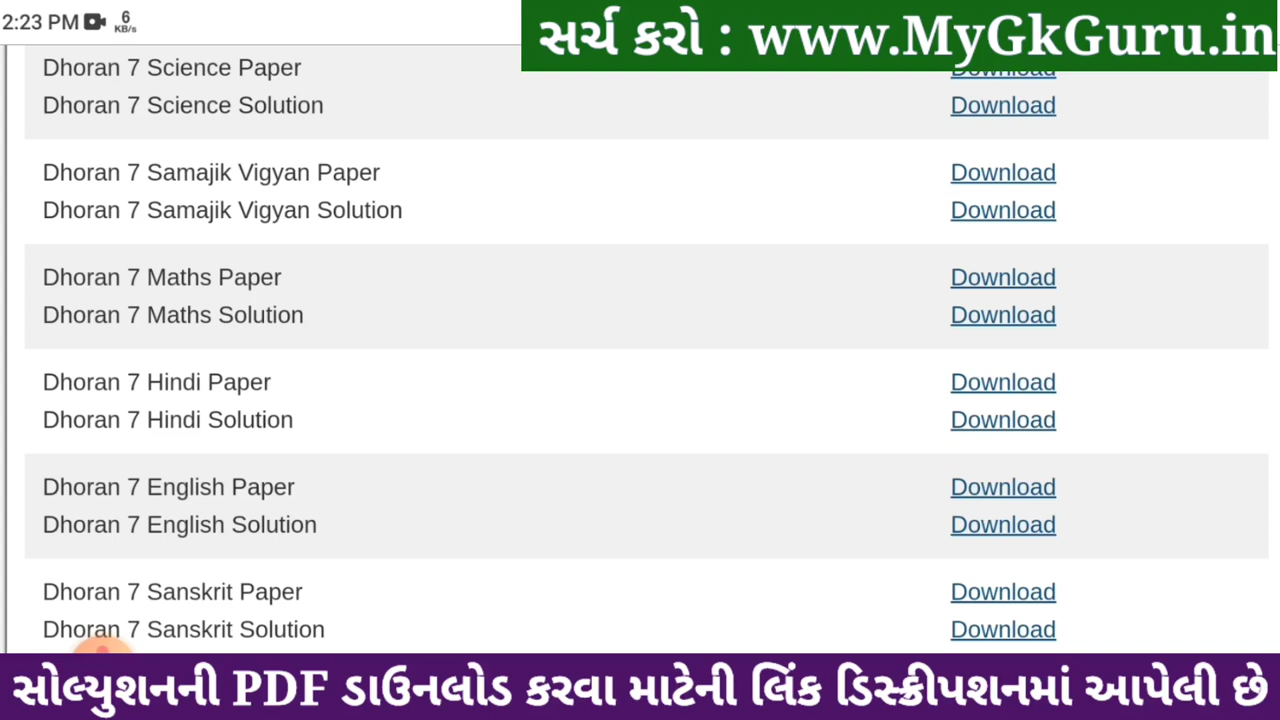 2:23 PM 6 KB/s
સર્ચ કરો : www.MyGkGuru.in
Dhoran 7 Science Paper Download
Dhoran 7 Science Solution Download
Dhoran 7 Samajik Vigyan Paper Download
Dhoran 7 Samajik Vigyan Solution Download
Dhoran 7 Maths Paper Download
Dhoran 7 Maths Solution Download
Dhoran 7 Hindi Paper Download
Dhoran 7 Hindi Solution Download
Dhoran 7 English Paper Download
Dhoran 7 English Solution Download
Dhoran 7 Sanskrit Paper Download
Dhoran 7 Sanskrit Solution Download
સોલ્યુશનની PDF ડાઉનલોડ કરવા માટેની લિંક ડિસ્ક્રીપશનમાં આપેલી છે